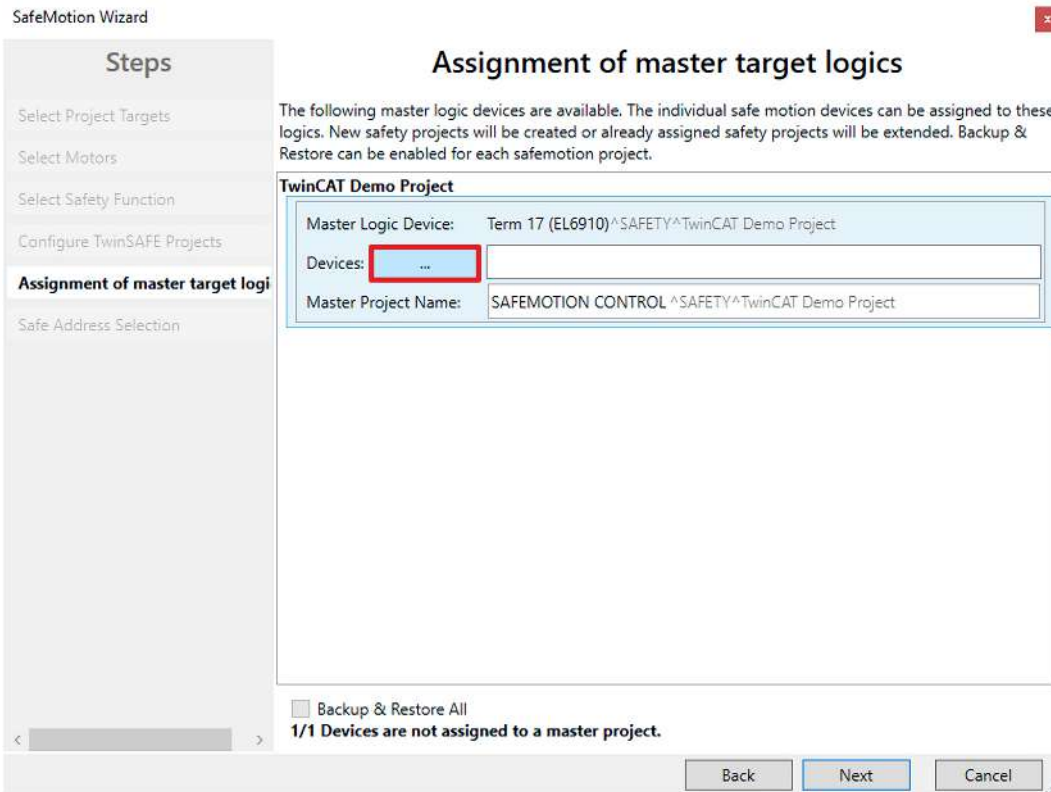 SafeMotion Wizard
Steps
Select Project Targets
Select Motors
Select Safety Function
Configure TwinSAFE Projects
Assignment of master target logi
Safe Address Selection
Assignment of master target logics
The following master logic devices are available. The individual safe motion devices can be assigned to these
logics. New safety projects will be created or already assigned safety projects will be extended. Backup &
Restore can be enabled for each safemotion project.
TwinCAT Demo Project
Master Logic Device: Term 17 (EL6910)^SAFETY^TwinCAT Demo Project
Devices: ...
Master Project Name: SAFEMOTION CONTROL ^SAFETY^TwinCAT Demo Project
Backup & Restore All
1/1 Devices are not assigned to a master project.
Back Next Cancel